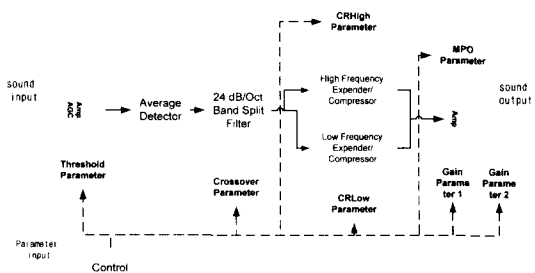 CRHigh
Parameter
MPO
Parameter
sound
input
Amp
AGC
Average
Detector
24 dB/Oct
Band Split
Filter
High Frequency
Expender/
Compressor
Low Frequency
Expender/
Compressor
Amp
sound
output
Threshold
Parameter
Crossover
Parameter
CRLow
Parameter
Gain
Parame
ter 1
Gain
Parame
ter 2
Parameter
input
Control